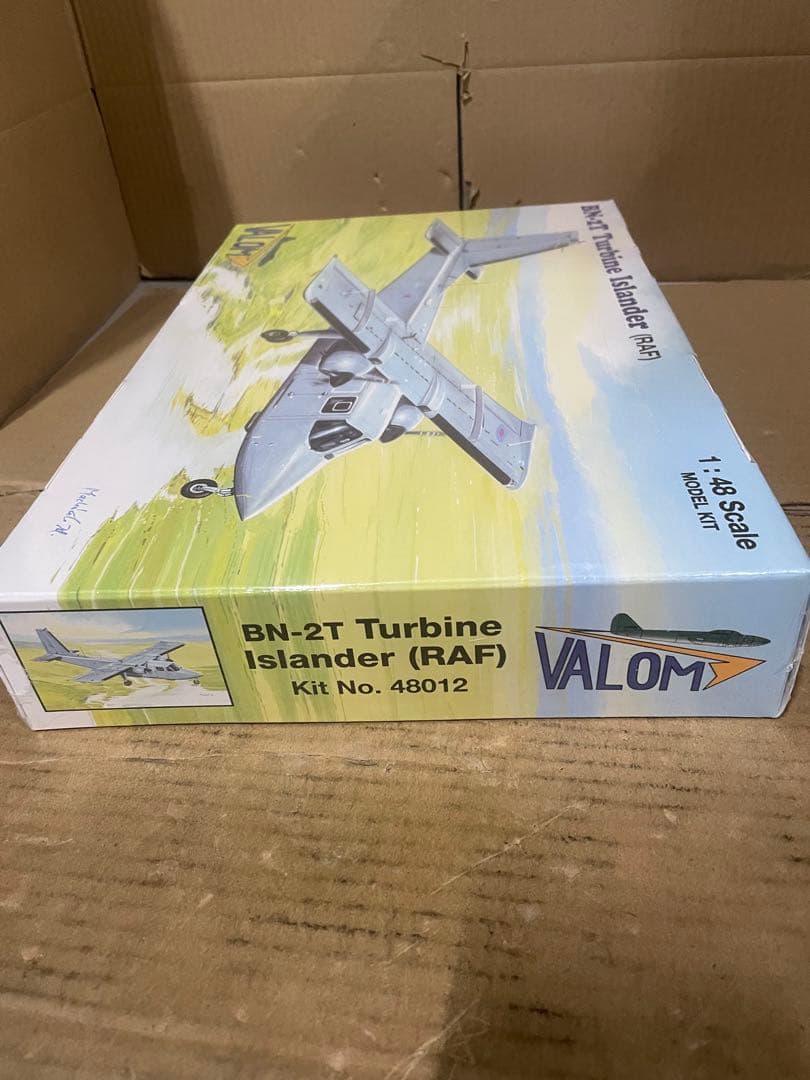 VALOM
BN-2T Turbine Islander (RAF)
1:48 Scale
MODEL KIT
BN-2T Turbine
Islander (RAF)
Kit No. 48012
VALOM